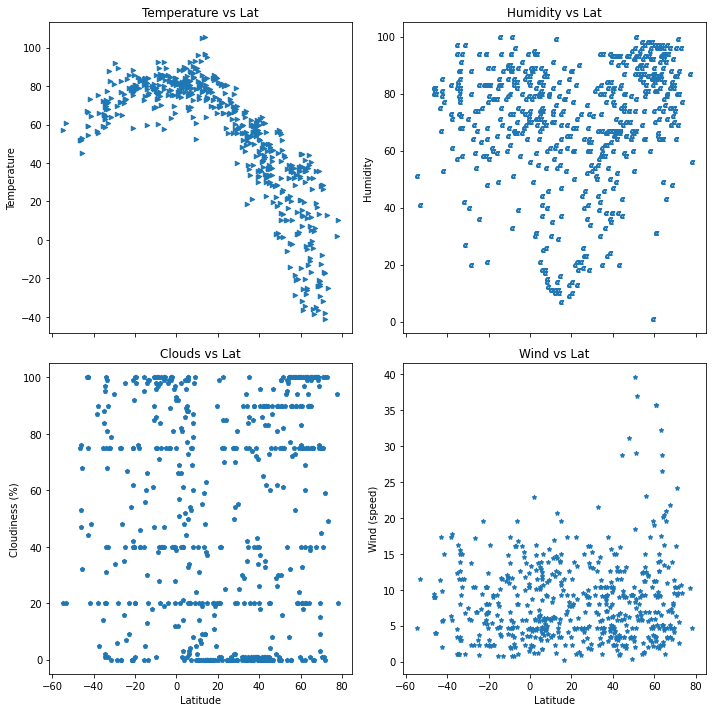 Temperature vs Lat
Humidity vs Lat
Temperature
100
80
60
40
20
0
−20
−40
Humidity
100
80
60
40
20
0
Clouds vs Lat
Wind vs Lat
Cloudiness (%)
100
80
60
40
20
0
−60 −40 −20 0 20 40 60 80
Latitude
Wind (speed)
40
35
30
25
20
15
10
5
0
−60 −40 −20 0 20 40 60 80
Latitude